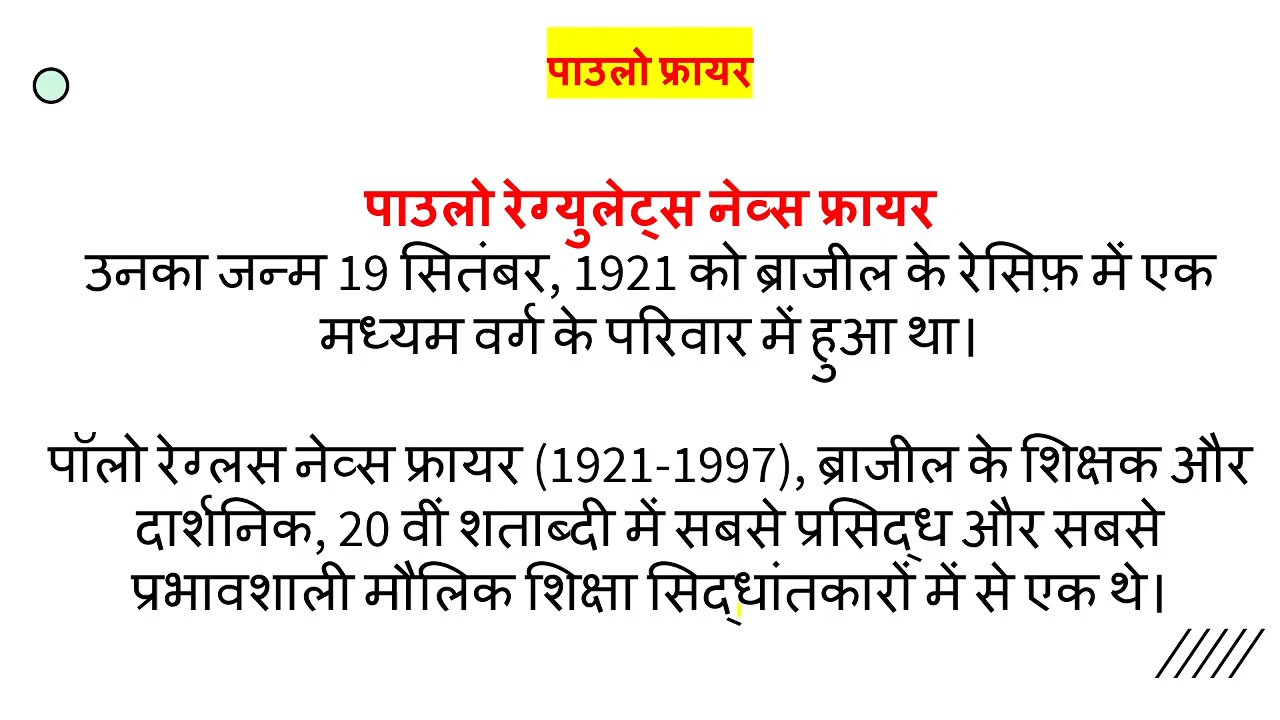 पाउलो फ्रायर
पाउलो रेग्युलेट्स नेव्स फ्रायर
उनका जन्म 19 सितंबर, 1921 को ब्राजील के रेसिफ़ में एक
मध्यम वर्ग के परिवार में हुआ था।
पॉलो रेग्लस नेव्स फ्रायर (1921-1997), ब्राजील के शिक्षक और
दार्शनिक, 20 वीं शताब्दी में सबसे प्रसिद्ध और सबसे
प्रभावशाली मौलिक शिक्षा सिद्धांतकारों में से एक थे।